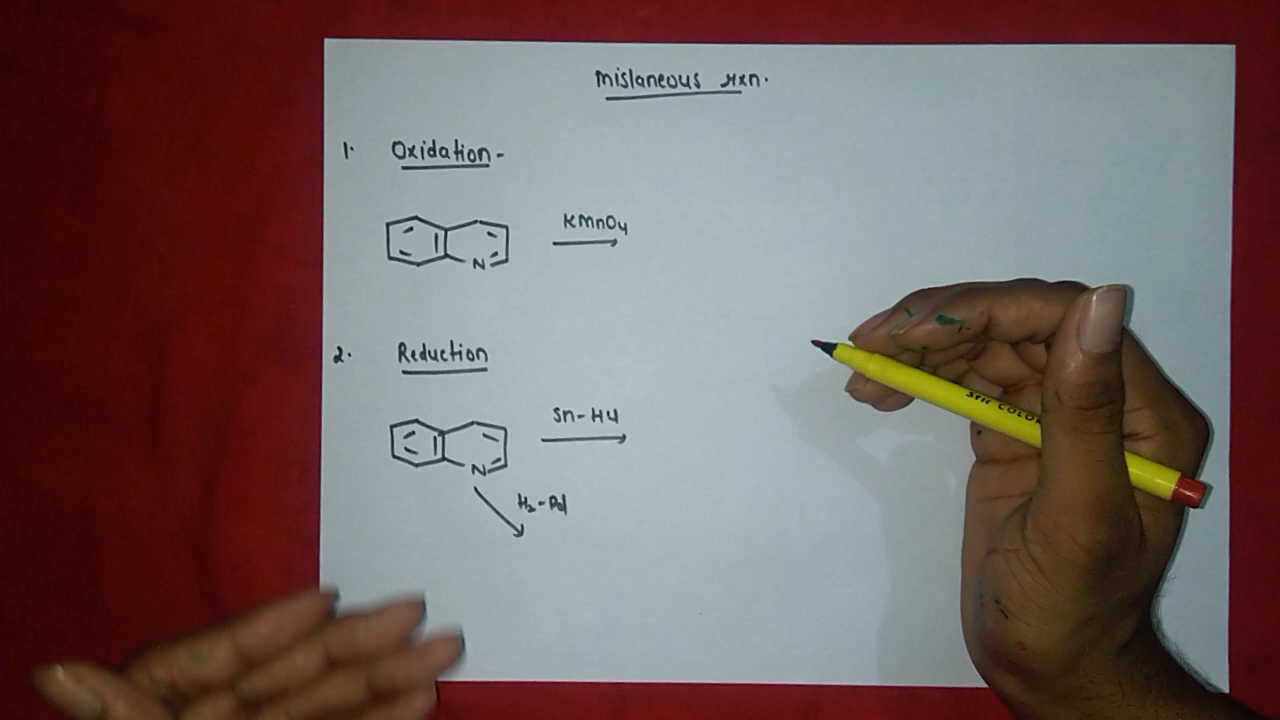 Mislaneous rxn.
1. Oxidation -
KMnO4
N
2. Reduction
Sn-HCl
N
H2-Pd